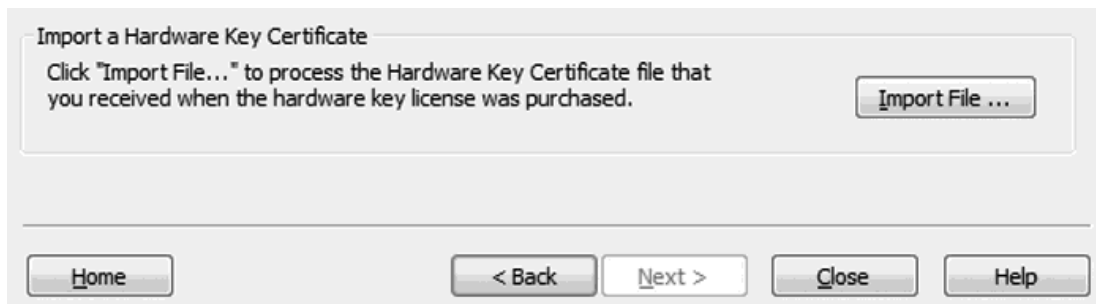 Import a Hardware Key Certificate
Click "Import File..." to process the Hardware Key Certificate file that
you received when the hardware key license was purchased.
Import File ...
Home
< Back
Next >
Close
Help